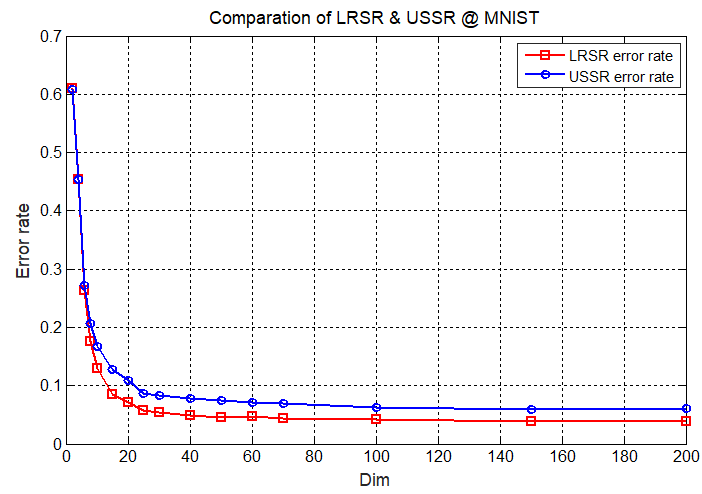 Comparation of LRSR & USSR @ MNIST
LRSR error rate
USSR error rate
Error rate
0.7
0.6
0.5
0.4
0.3
0.2
0.1
0
0 20 40 60 80 100 120 140 160 180 200
Dim